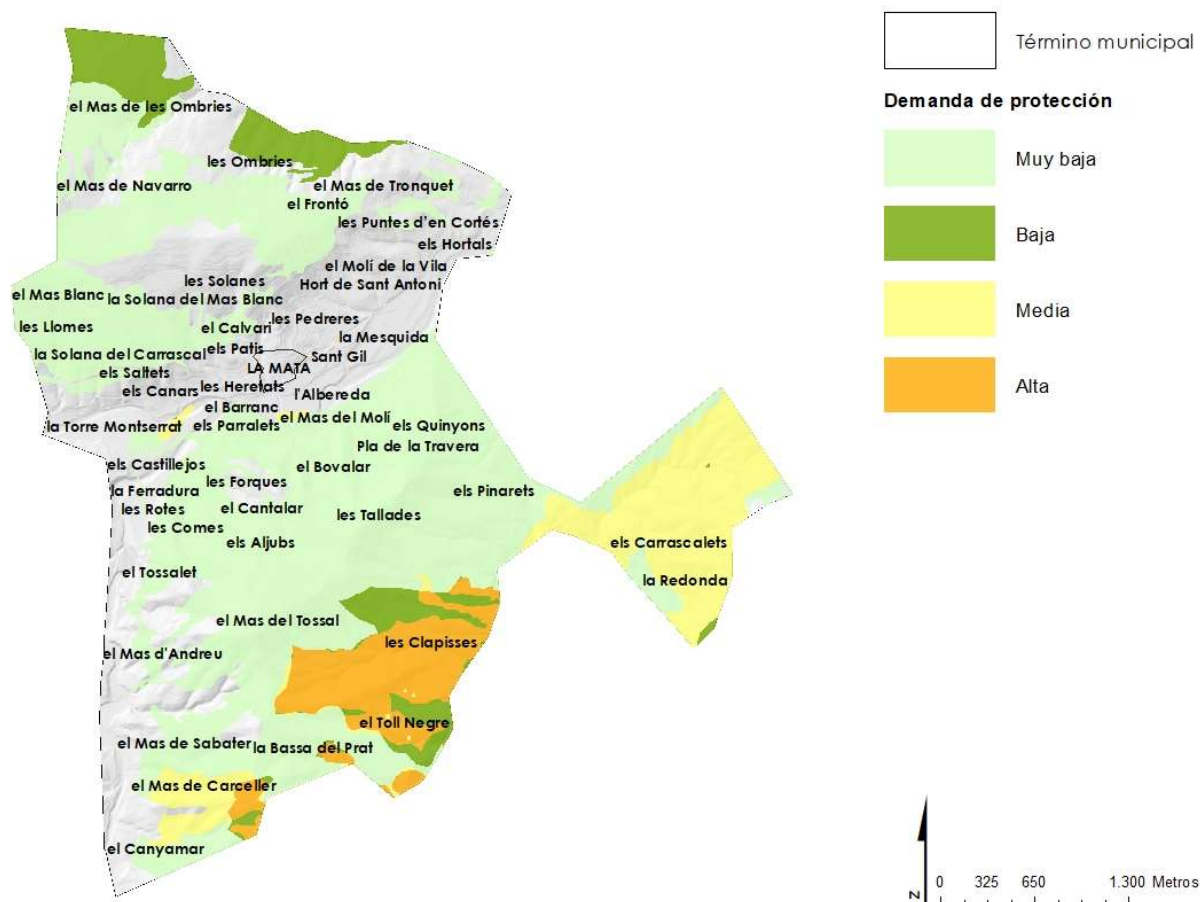 Término municipal
Demanda de protección
Muy baja
Baja
Media
Alta
el Mas de les Ombries
les Ombries
el Mas de Navarro
el Mas de Tronquet
el Frontó
les Puntes d'en Cortés
els Hortals
el Molí de la Vila
les Solanes
Hort de Sant Antoni
el Mas Blanc
la Solana del Mas Blanc
les Llomes
el Calvari
les Pedreres
la Mesquida
la Solana del Carrascal
els Patis
Sant Gil
els Saltets
LA MATA
els Canars
les Heretats
l'Albereda
el Barranc
el Mas del Molí
la Torre Montserrat
els Parralets
els Quinyons
Pla de la Travera
els Castillejos
el Bovalar
la Ferradura
les Forques
els Pinarets
les Rotes
el Cantalar
les Tallades
les Comes
els Aljubs
els Carrascalets
el Tossalet
la Redonda
el Mas del Tossal
les Clapisses
el Mas d'Andreu
el Toll Negre
el Mas de Sabater
la Bassa del Prat
el Mas de Carceller
el Canyamar
N
0 325 650 1.300 Metros